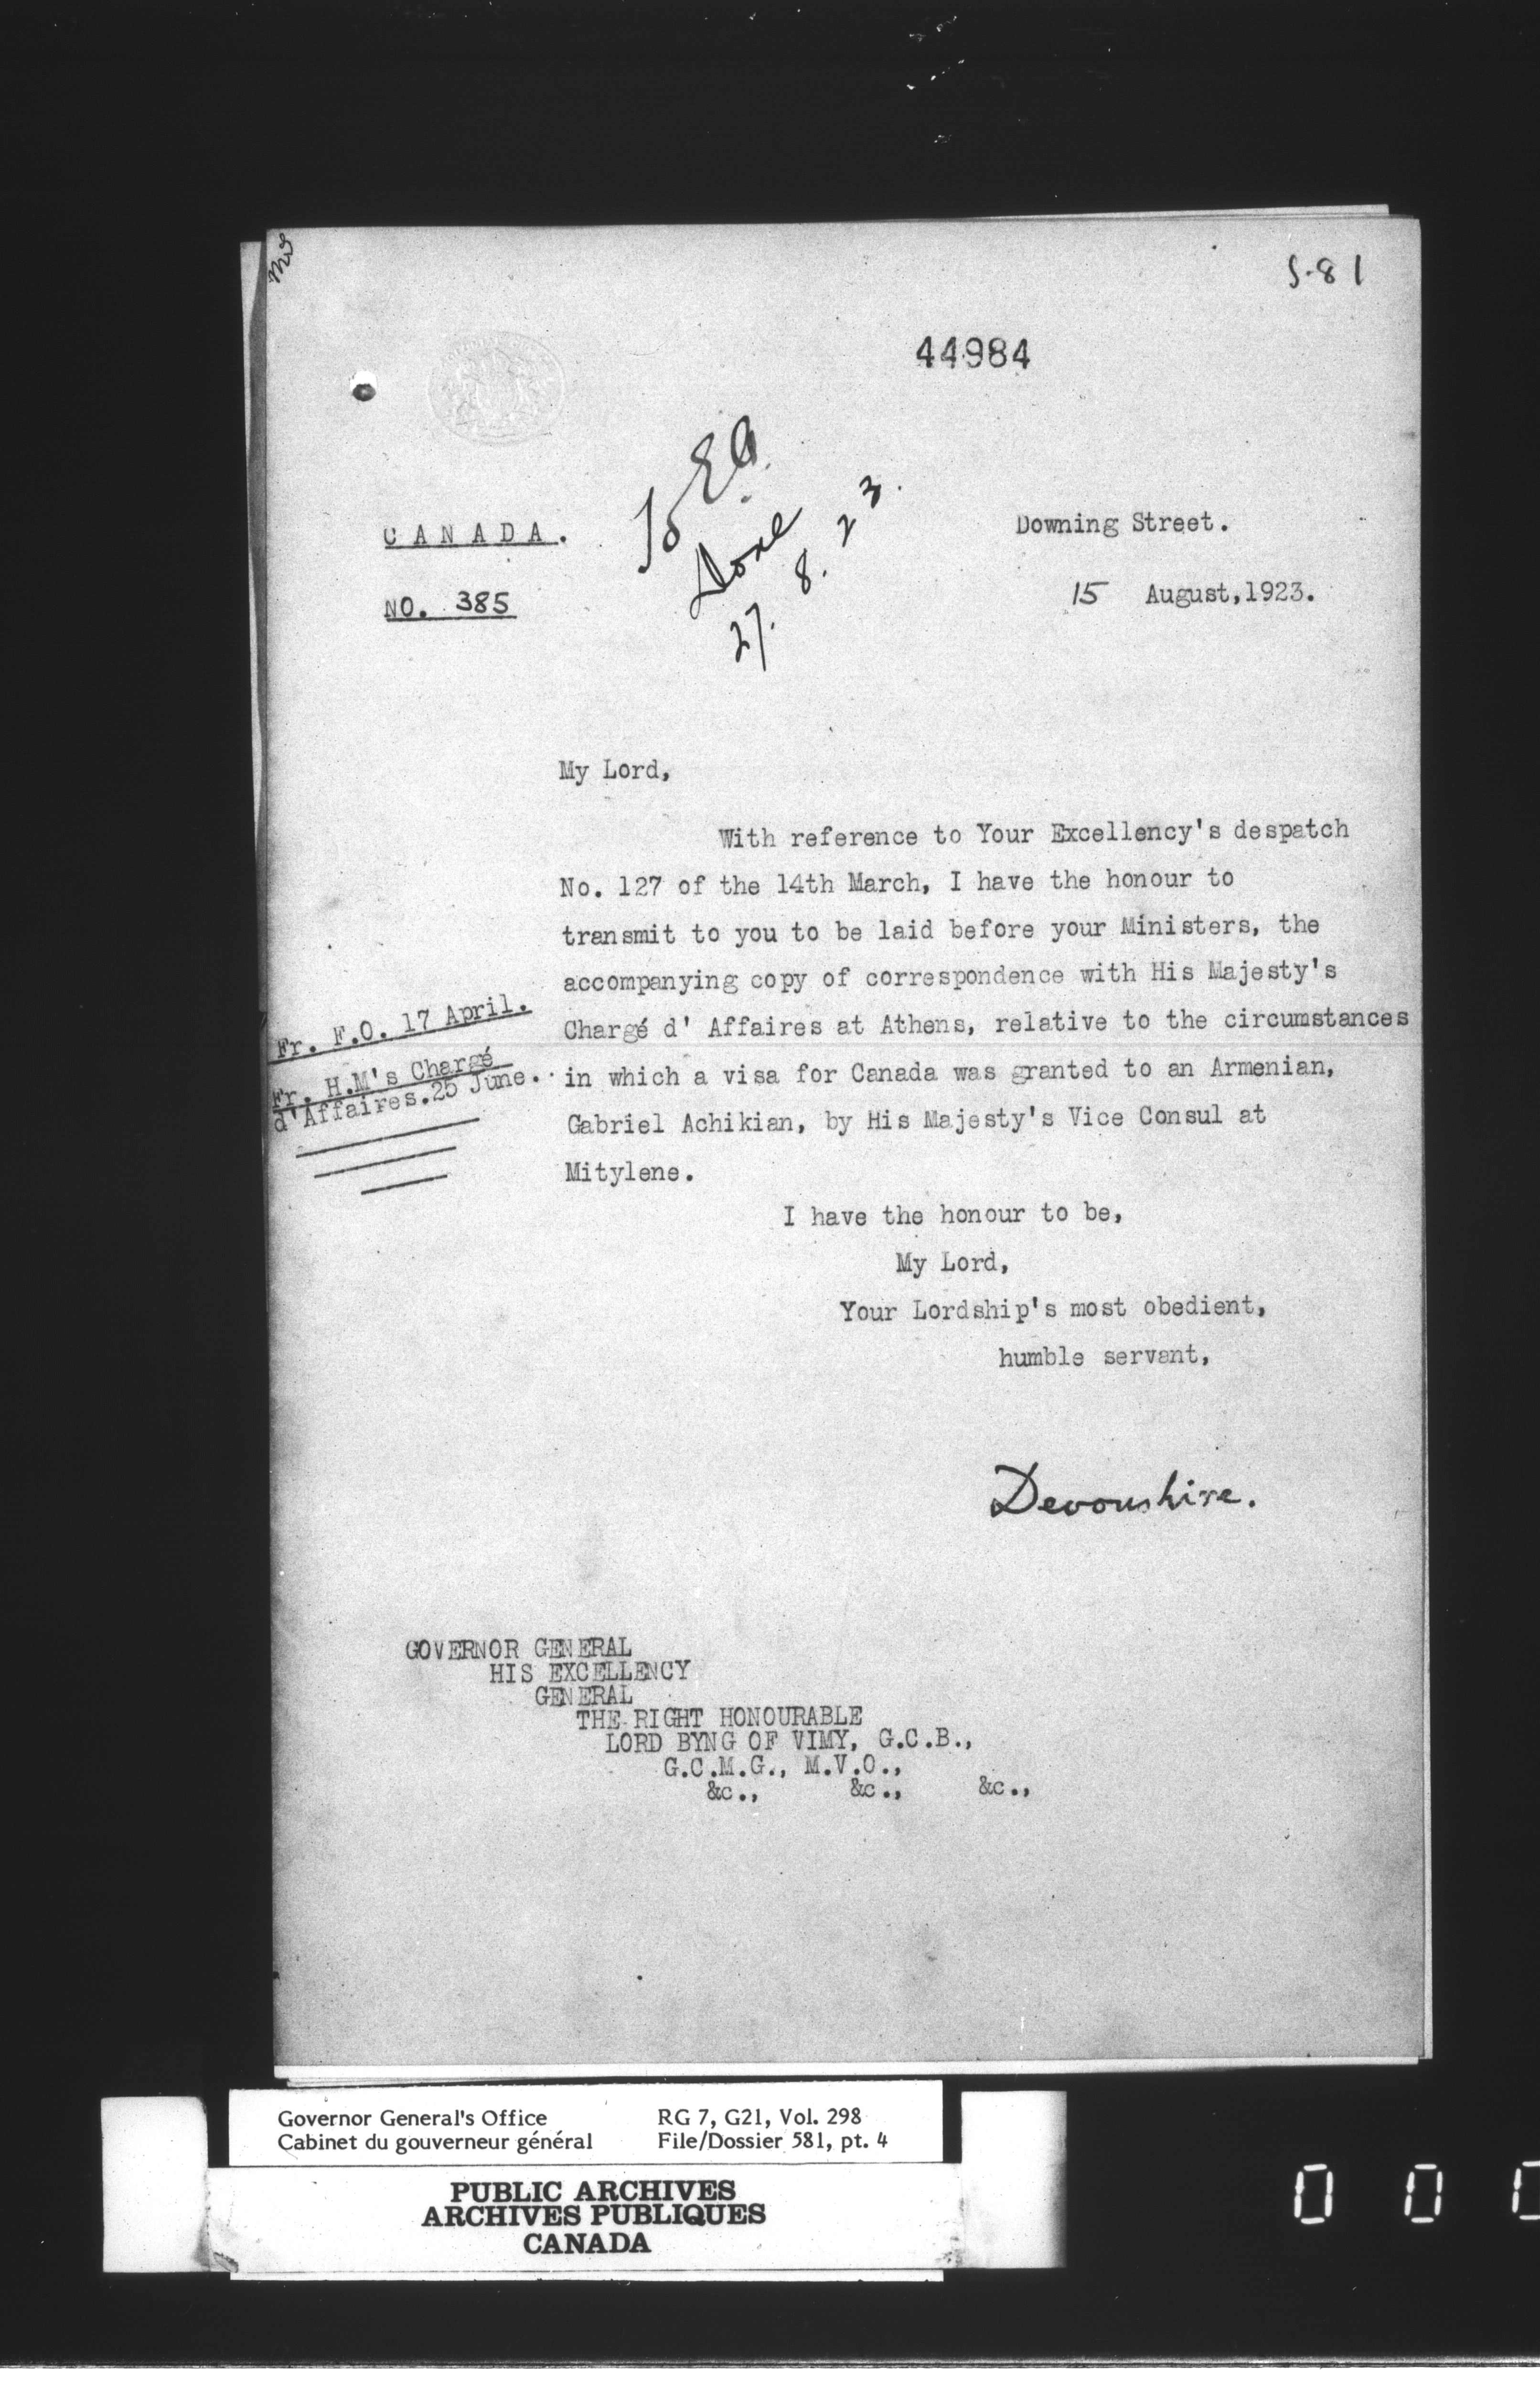 S-81
44984
To E.A.
Done
27. 8. 23.
CANADA.
NO. 385
Downing Street.
15 August, 1923.
My Lord,
With reference to Your Excellency's despatch
No. 127 of the 14th March, I have the honour to
transmit to you to be laid before your Ministers, the
accompanying copy of correspondence with His Majesty's
Fr. F.O. 17 April.
Chargé d' Affaires at Athens, relative to the circumstances
Fr. H.M's Chargé
d'Affaires. 25 June.
in which a visa for Canada was granted to an Armenian,
Gabriel Achikian, by His Majesty's Vice Consul at
Mitylene.
I have the honour to be,
My Lord,
Your Lordship's most obedient,
humble servant,
Devonshire.
GOVERNOR GENERAL
HIS EXCELLENCY
GENERAL
THE RIGHT HONOURABLE
LORD BYNG OF VIMY, G.C.B.,
G.C.M.G., M.V.O.,
&c., &c., &c.,
Governor General's Office
Cabinet du gouverneur général
RG 7, G21, Vol. 298
File/Dossier 581, pt. 4
PUBLIC ARCHIVES
ARCHIVES PUBLIQUES
CANADA
0 0